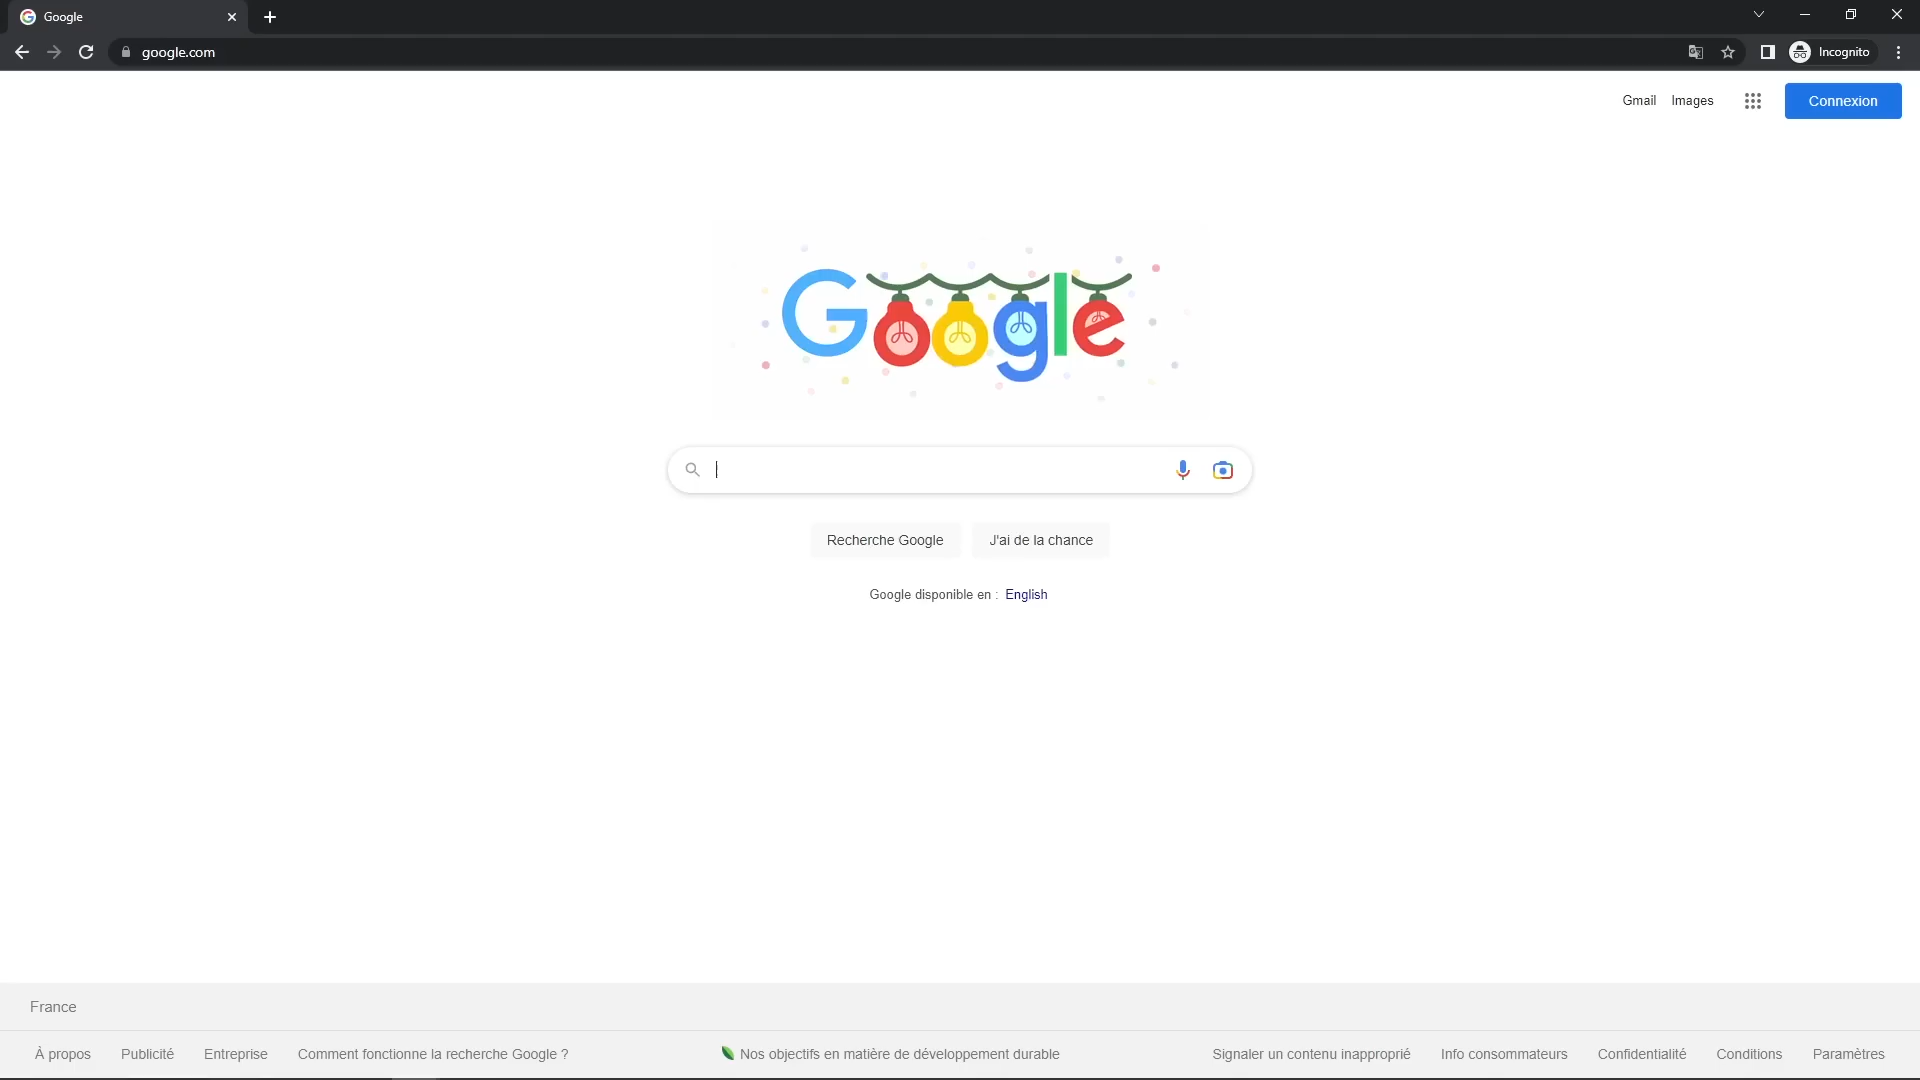 Google
google.com
Incognito
Gmail Images Connexion
Google
Recherche Google J'ai de la chance
Google disponible en : English
France
À propos Publicité Entreprise Comment fonctionne la recherche Google ? Nos objectifs en matière de développement durable Signaler un contenu inapproprié Info consommateurs Confidentialité Conditions Paramètres